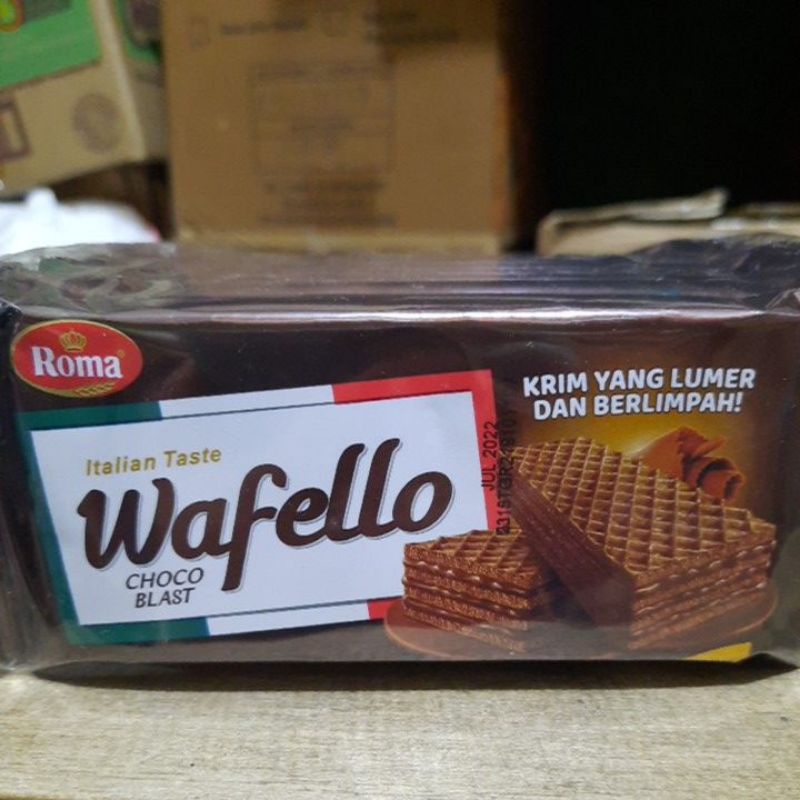 Roma
KRIM YANG LUMER
DAN BERLIMPAH!
Italian Taste
Wafello
CHOCO
BLAST
JUL 2022